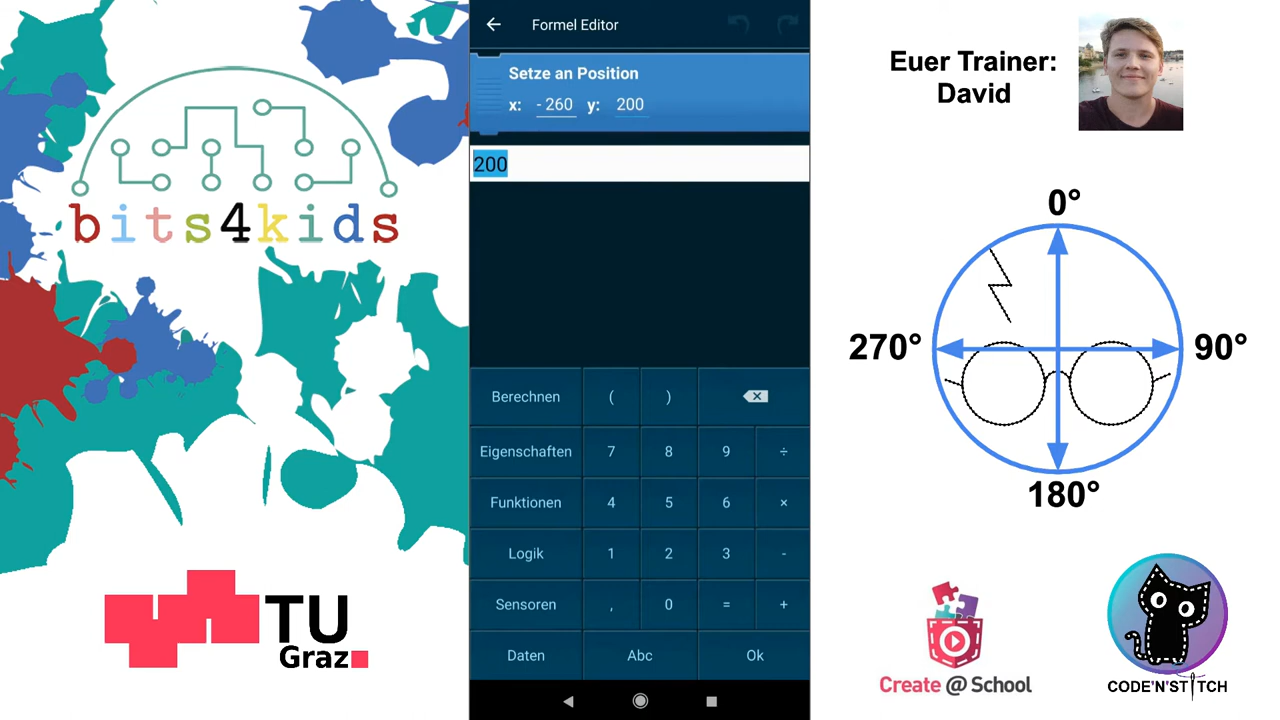 bits4kids
TU
Graz
Formel Editor
Setze an Position
x: - 260 y: 200
200
Berechnen ( )
Eigenschaften 7 8 9 ÷
Funktionen 4 5 6 ×
Logik 1 2 3 -
Sensoren , 0 = +
Daten Abc Ok
Euer Trainer:
David
0°
270° 90°
180°
Create @ School
CODE'N'STITCH